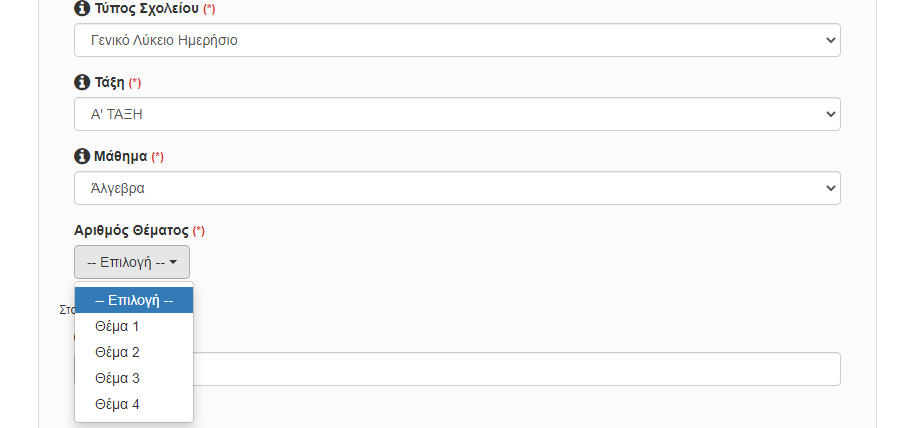 Τύπος Σχολείου (*)
Γενικό Λύκειο Ημερήσιο
Τάξη (*)
Α' ΤΑΞΗ
Μάθημα (*)
Άλγεβρα
Αριθμός Θέματος (*)
-- Επιλογή --
-- Επιλογή --
Θέμα 1
Θέμα 2
Θέμα 3
Θέμα 4